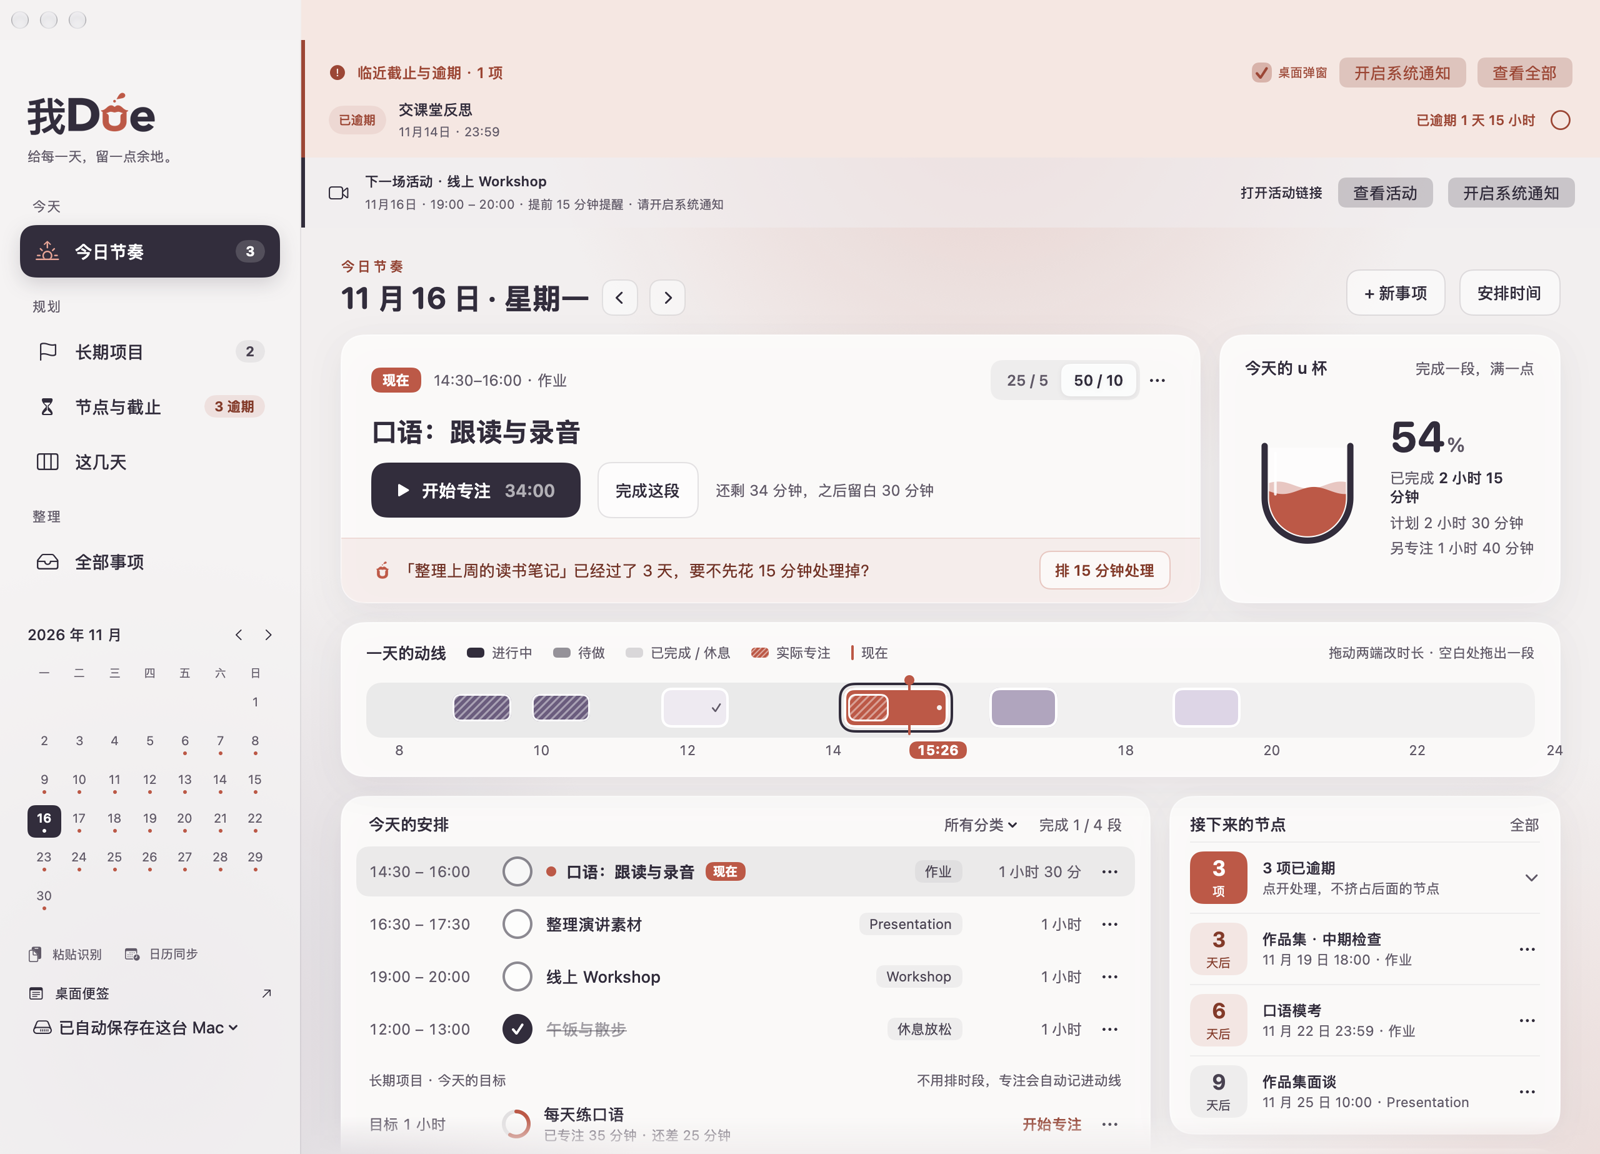 我Due
给每一天，留一点余地。
今天
今日节奏 3
规划
长期项目 2
节点与截止 3 逾期
这几天
整理
全部事项
2026 年 11 月
一 二 三 四 五 六 日
1
2 3 4 5 6 7 8
9 10 11 12 13 14 15
16 17 18 19 20 21 22
23 24 25 26 27 28 29
30
粘贴识别 日历同步
桌面便签
已自动保存在这台 Mac
临近截止与逾期 · 1 项
桌面弹窗 开启系统通知 查看全部
已逾期 交课堂反思
11月14日 · 23:59
已逾期 1 天 15 小时
下一场活动 · 线上 Workshop
11月16日 · 19:00 – 20:00 · 提前 15 分钟提醒 · 请开启系统通知
打开活动链接 查看活动 开启系统通知
今日节奏
11 月 16 日 · 星期一
+ 新事项 安排时间
现在 14:30–16:00 · 作业 25 / 5 50 / 10
口语：跟读与录音
开始专注 34:00 完成这段 还剩 34 分钟，之后留白 30 分钟
「整理上周的读书笔记」已经过了 3 天，要不先花 15 分钟处理掉？ 排 15 分钟处理
今天的 u 杯 完成一段，满一点
54%
已完成 2 小时 15
分钟
计划 2 小时 30 分钟
另专注 1 小时 40 分钟
一天的动线 进行中 待做 已完成 / 休息 实际专注 现在 拖动两端改时长 · 空白处拖出一段
8 10 12 14 15:26 18 20 22 24
今天的安排 所有分类 完成 1 / 4 段
14:30 – 16:00 口语：跟读与录音 现在 作业 1 小时 30 分
16:30 – 17:30 整理演讲素材 Presentation 1 小时
19:00 – 20:00 线上 Workshop Workshop 1 小时
12:00 – 13:00 午饭与散步 休息放松 1 小时
长期项目 · 今天的目标 不用排时段，专注会自动记进动线
目标 1 小时 每天练口语 开始专注
已专注 35 分钟 · 还差 25 分钟
接下来的节点 全部
3 项 3 项已逾期
点开处理，不挤占后面的节点
3 天后 作品集 · 中期检查
11 月 19 日 18:00 · 作业
6 天后 口语模考
11 月 22 日 23:59 · 作业
9 天后 作品集面谈
11 月 25 日 10:00 · Presentation